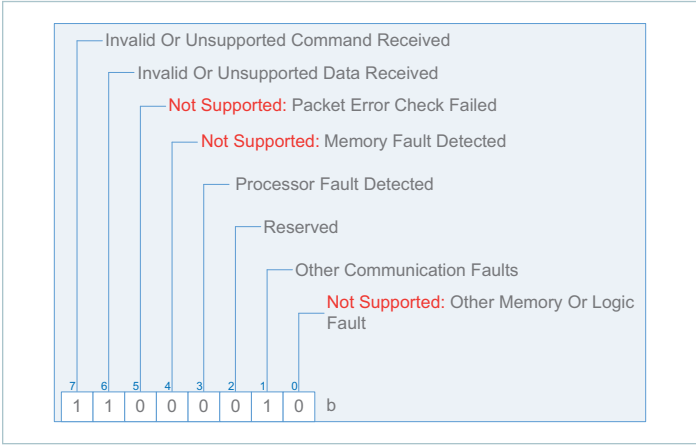 Invalid Or Unsupported Command Received
Invalid Or Unsupported Data Received
Not Supported: Packet Error Check Failed
Not Supported: Memory Fault Detected
Processor Fault Detected
Reserved
Other Communication Faults
Not Supported: Other Memory Or Logic
Fault
7 6 5 4 3 2 1 0
1 1 0 0 0 0 1 0 b